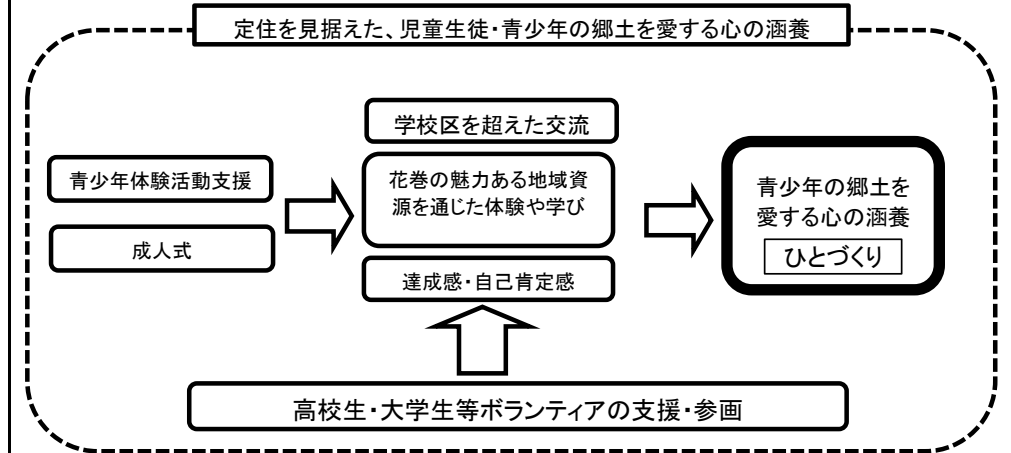 定住を見据えた、児童生徒・青少年の郷土を愛する心の涵養
学校区を超えた交流
青少年体験活動支援
成人式
花巻の魅力ある地域資
源を通じた体験や学び
達成感・自己肯定感
青少年の郷土を
愛する心の涵養
ひとづくり
高校生・大学生等ボランティアの支援・参画